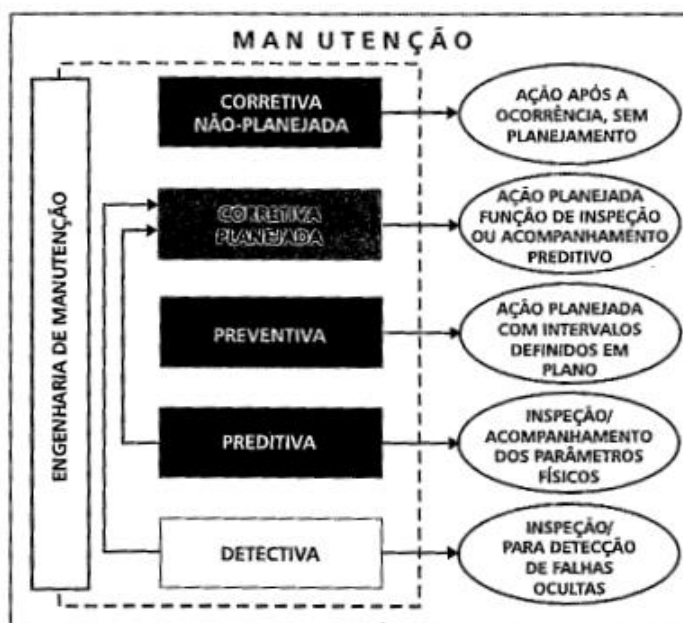 MANUTENÇÃO
ENGENHARIA DE MANUTENÇÃO
CORRETIVA
NÃO-PLANEJADA
AÇÃO APÓS A
OCORRÊNCIA, SEM
PLANEJAMENTO
CORRETIVA
PLANEJADA
AÇÃO PLANEJADA
FUNÇÃO DE INSPEÇÃO
OU ACOMPANHAMENTO
PREDITIVO
PREVENTIVA
AÇÃO PLANEJADA
COM INTERVALOS
DEFINIDOS EM
PLANO
PREDITIVA
INSPEÇÃO/
ACOMPANHAMENTO
DOS PARÂMETROS
FÍSICOS
DETECTIVA
INSPEÇÃO/
PARA DETECÇÃO
DE FALHAS
OCULTAS